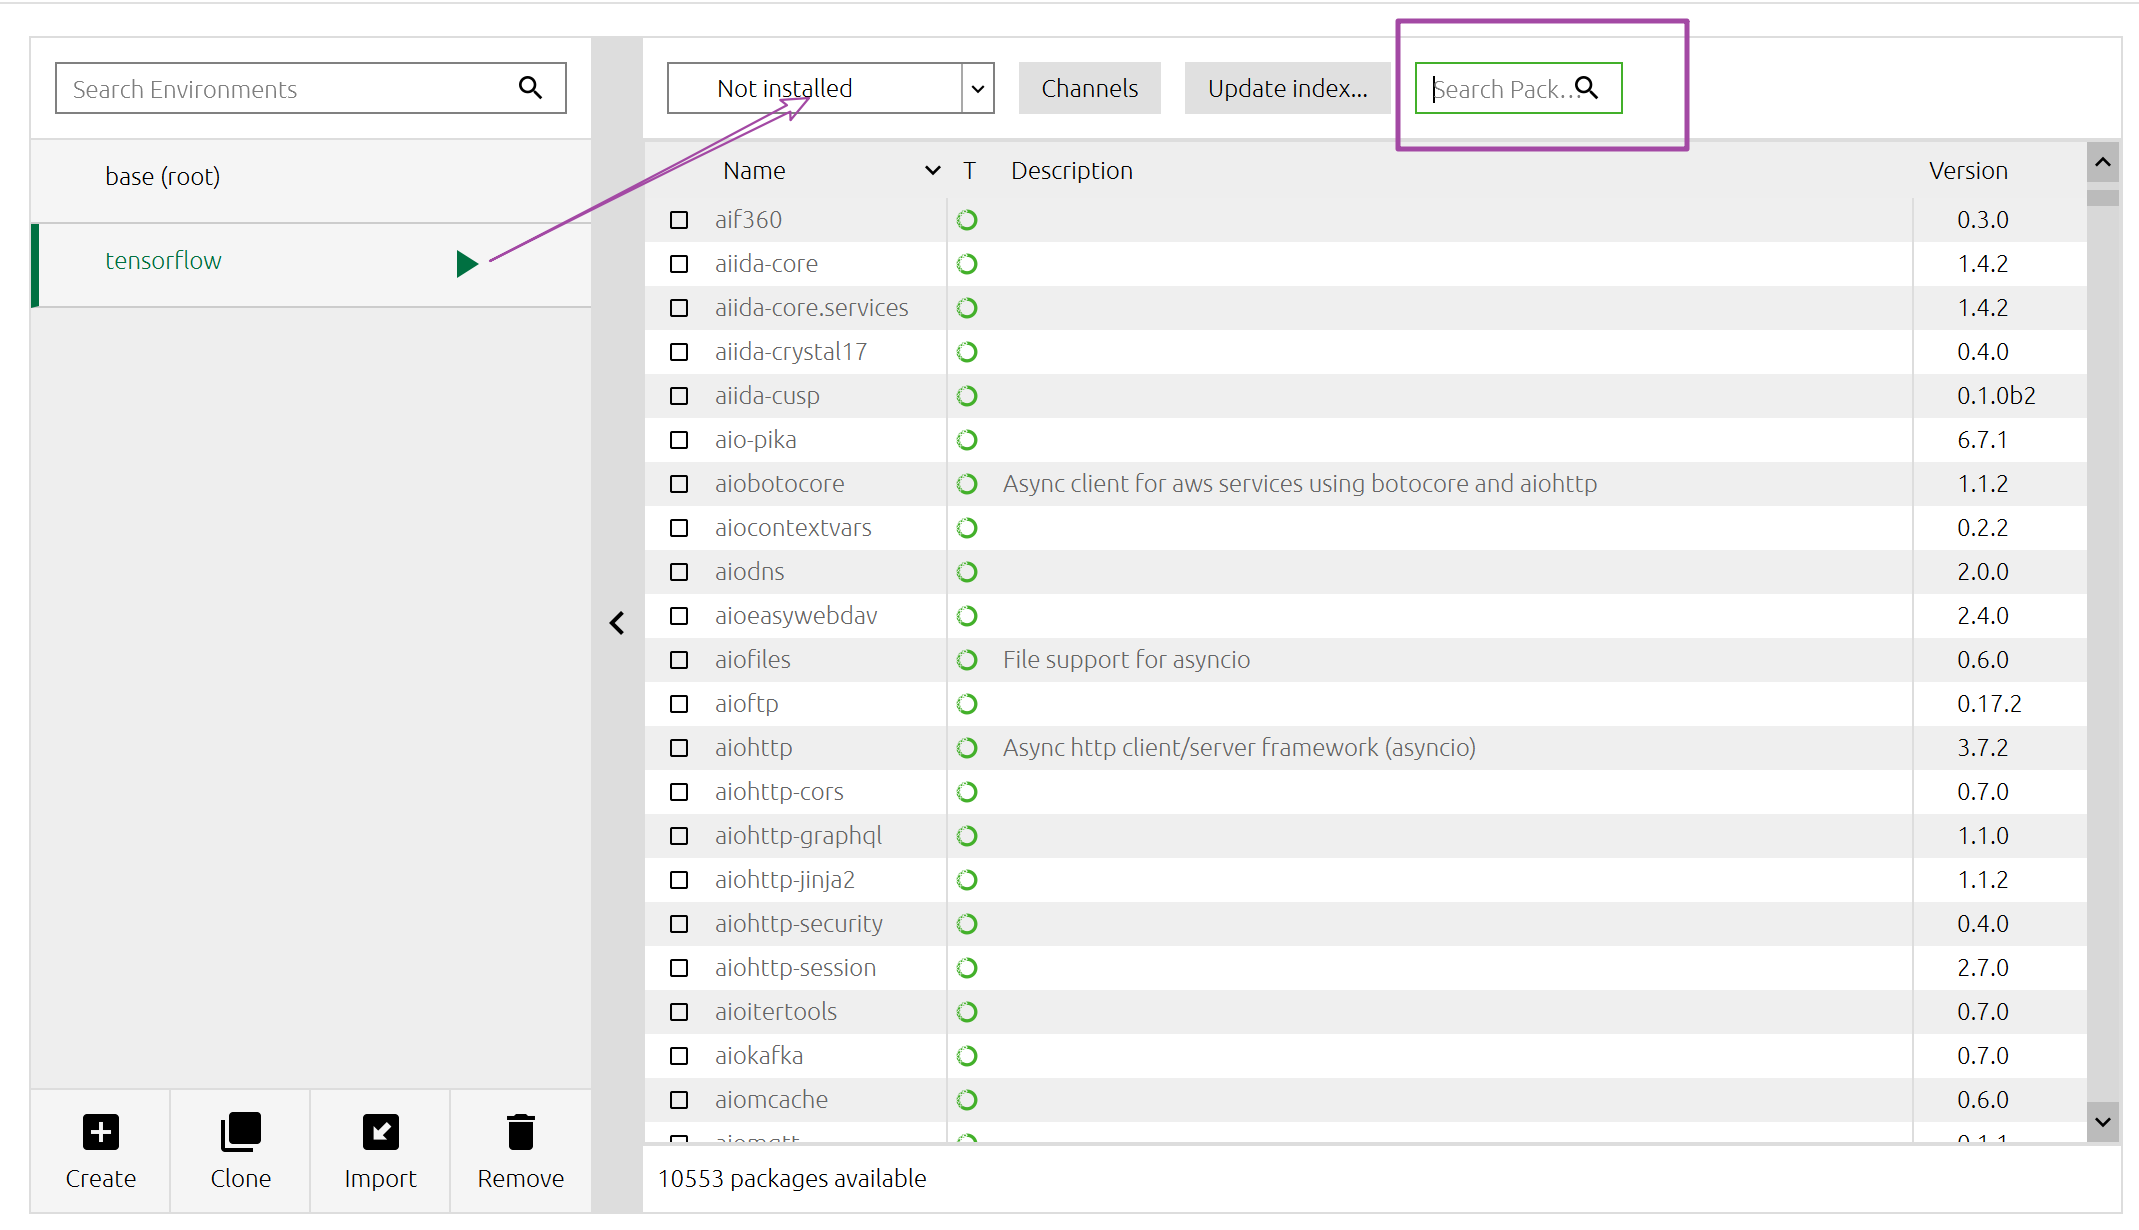 Search Environments
Not installed
Channels
Update index...
Search Pack...
base (root)
tensorflow
Name T Description Version
aif360 0.3.0
aiida-core 1.4.2
aiida-core.services 1.4.2
aiida-crystal17 0.4.0
aiida-cusp 0.1.0b2
aio-pika 6.7.1
aiobotocore Async client for aws services using botocore and aiohttp 1.1.2
aiocontextvars 0.2.2
aiodns 2.0.0
aioeasywebdav 2.4.0
aiofiles File support for asyncio 0.6.0
aioftp 0.17.2
aiohttp Async http client/server framework (asyncio) 3.7.2
aiohttp-cors 0.7.0
aiohttp-graphql 1.1.0
aiohttp-jinja2 1.1.2
aiohttp-security 0.4.0
aiohttp-session 2.7.0
aioitertools 0.7.0
aiokafka 0.7.0
aiomcache 0.6.0
Create Clone Import Remove
10553 packages available